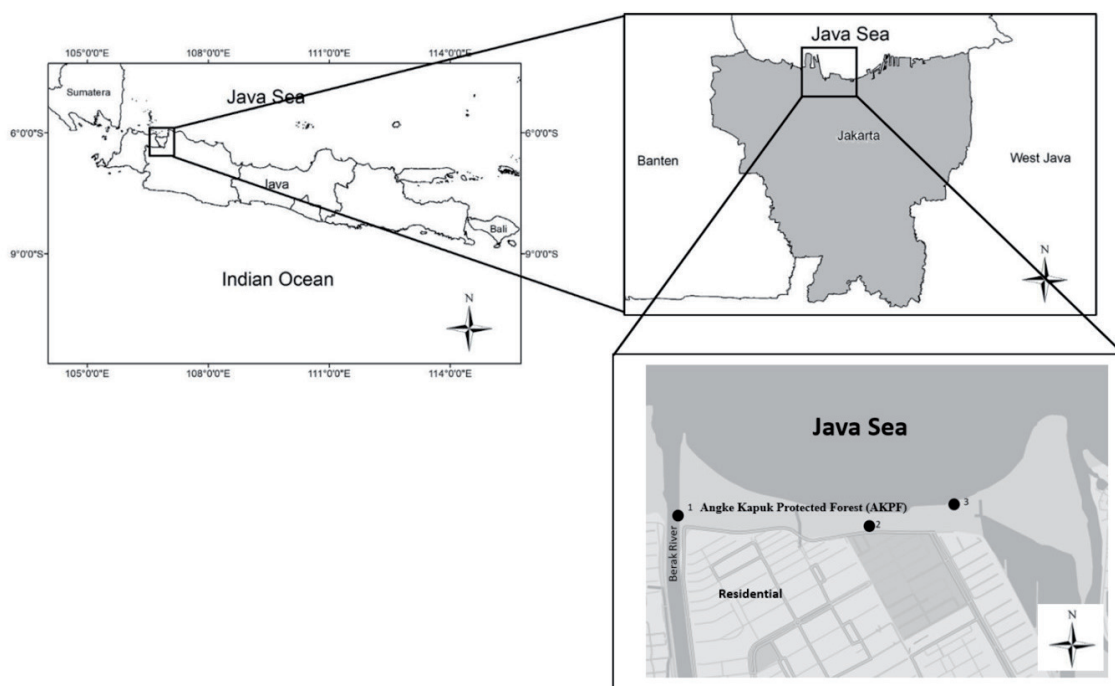 105°0'0"E
108°0'0"E
111°0'0"E
114°0'0"E
Sumatera
Java Sea
6°0'0"S
6°0'0"S
Java
Bali
9°0'0"S
9°0'0"S
Indian Ocean
N
105°0'0"E
108°0'0"E
111°0'0"E
114°0'0"E
Java Sea
Jakarta
Banten
West Java
N
Java Sea
1 Angke Kapuk Protected Forest (AKPF)
3
2
Berak River
Residential
N